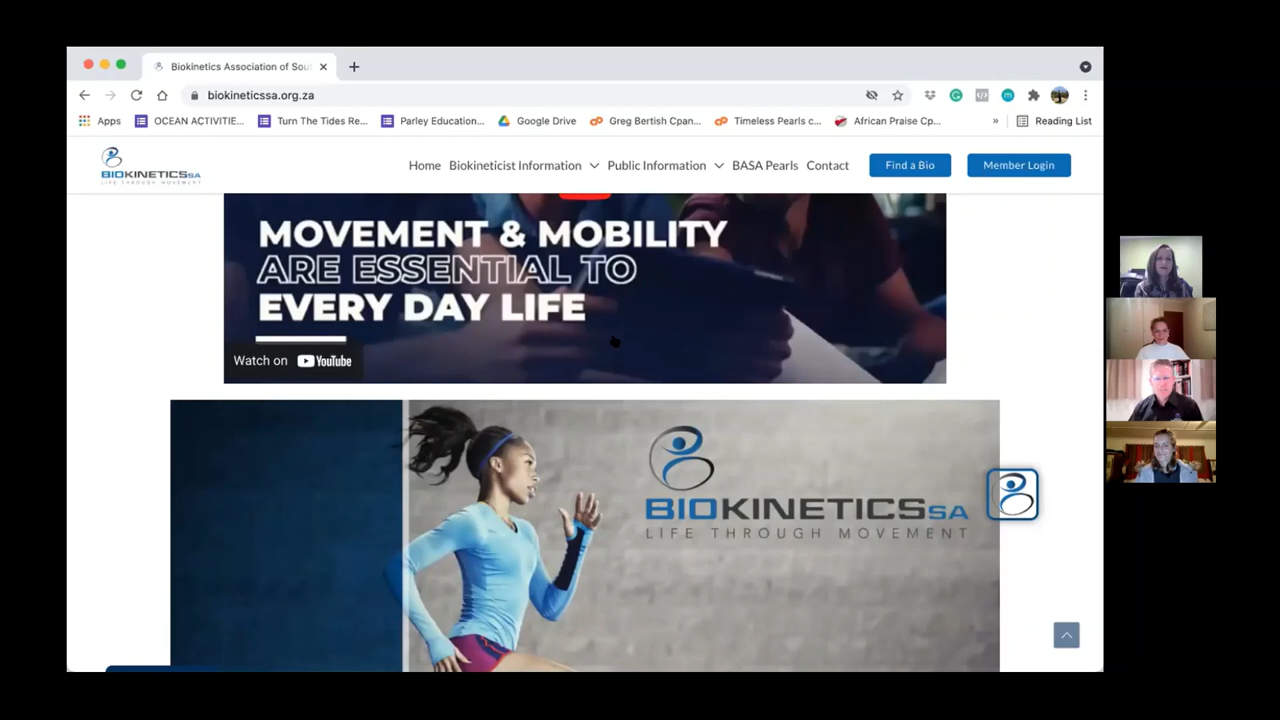 Biokinetics Association of Sou
biokineticssa.org.za
Apps OCEAN ACTIVITIE... Turn The Tides Re... Parley Education... Google Drive Greg Bertish Cpan... Timeless Pearls c... African Praise Cp... » Reading List
BIOKINETICSSA
LIFE THROUGH MOVEMENT
Home Biokineticist Information Public Information BASA Pearls Contact Find a Bio Member Login
MOVEMENT & MOBILITY
ARE ESSENTIAL TO
EVERY DAY LIFE
Watch on YouTube
BIOKINETICSSA
LIFE THROUGH MOVEMENT